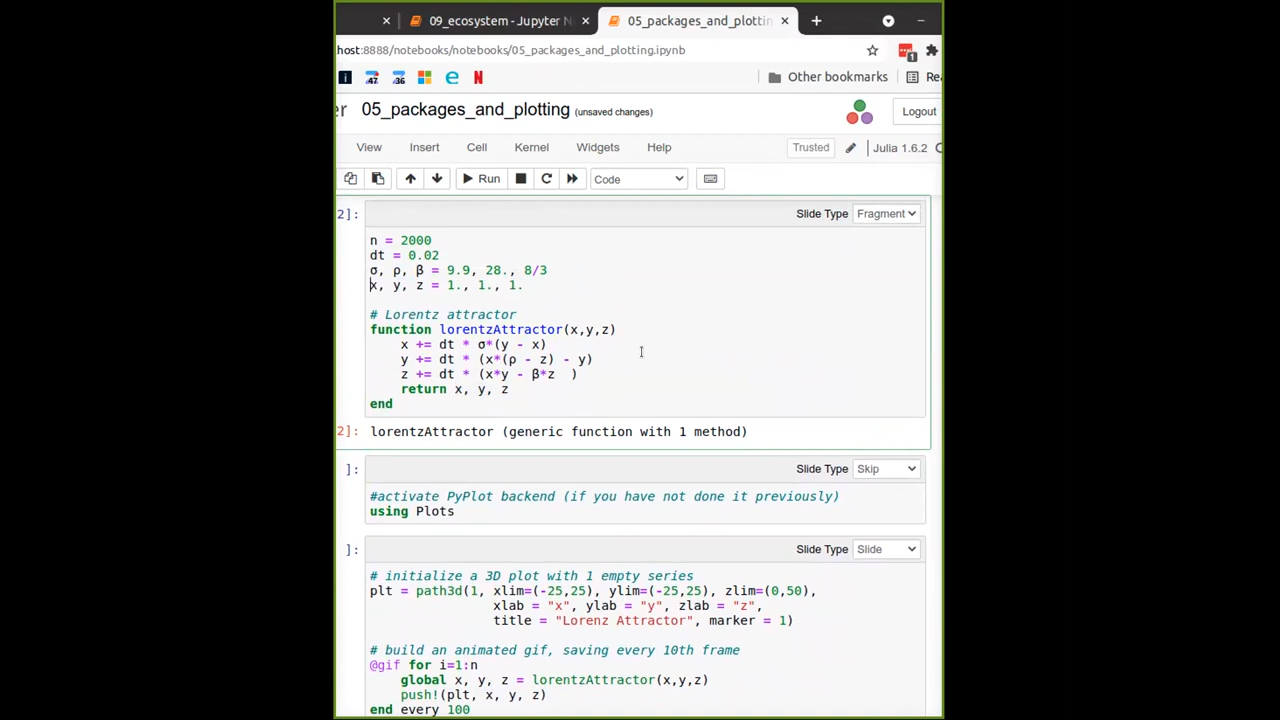 09_ecosystem - Jupyter N
05_packages_and_plottin
host:8888/notebooks/notebooks/05_packages_and_plotting.ipynb
1
47
36
N
Other bookmarks
Rea
er 05_packages_and_plotting (unsaved changes)
Logout
View Insert Cell Kernel Widgets Help
Trusted
Julia 1.6.2
Run
Code
2]:
Slide Type Fragment
n = 2000
dt = 0.02
σ, ρ, β = 9.9, 28., 8/3
x, y, z = 1., 1., 1.
# Lorentz attractor
function lorentzAttractor(x,y,z)
x += dt * σ*(y - x)
y += dt * (x*(ρ - z) - y)
z += dt * (x*y - β*z  )
return x, y, z
end
2]: lorentzAttractor (generic function with 1 method)
]:
Slide Type Skip
#activate PyPlot backend (if you have not done it previously)
using Plots
]:
Slide Type Slide
# initialize a 3D plot with 1 empty series
plt = path3d(1, xlim=(-25,25), ylim=(-25,25), zlim=(0,50),
xlab = "x", ylab = "y", zlab = "z",
title = "Lorenz Attractor", marker = 1)
# build an animated gif, saving every 10th frame
@gif for i=1:n
global x, y, z = lorentzAttractor(x,y,z)
push!(plt, x, y, z)
end every 100